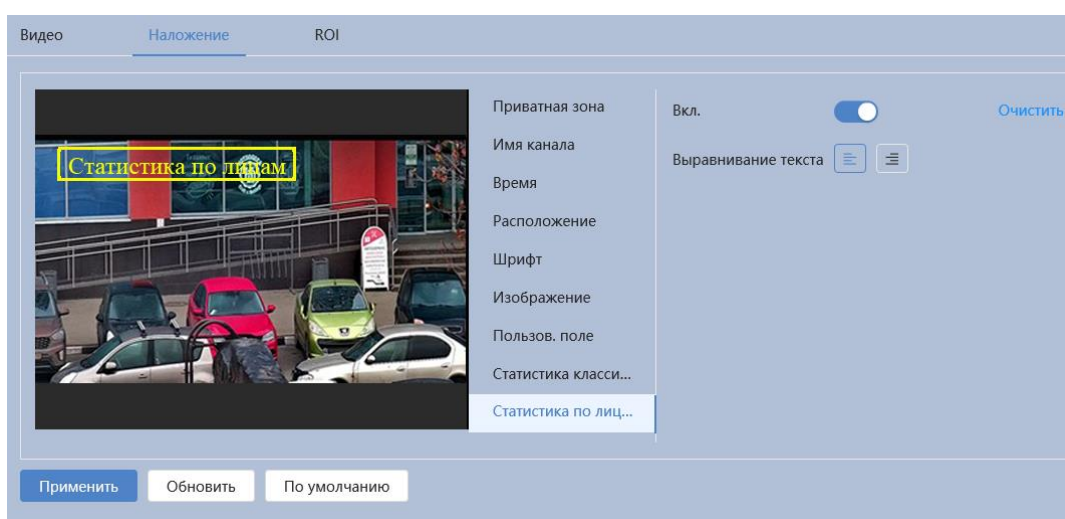 Видео Наложение ROI
Статистика по лицам
Приватная зона
Имя канала
Время
Расположение
Шрифт
Изображение
Пользов. поле
Статистика класси...
Статистика по лиц...
Вкл. Очистить
Выравнивание текста
Применить Обновить По умолчанию